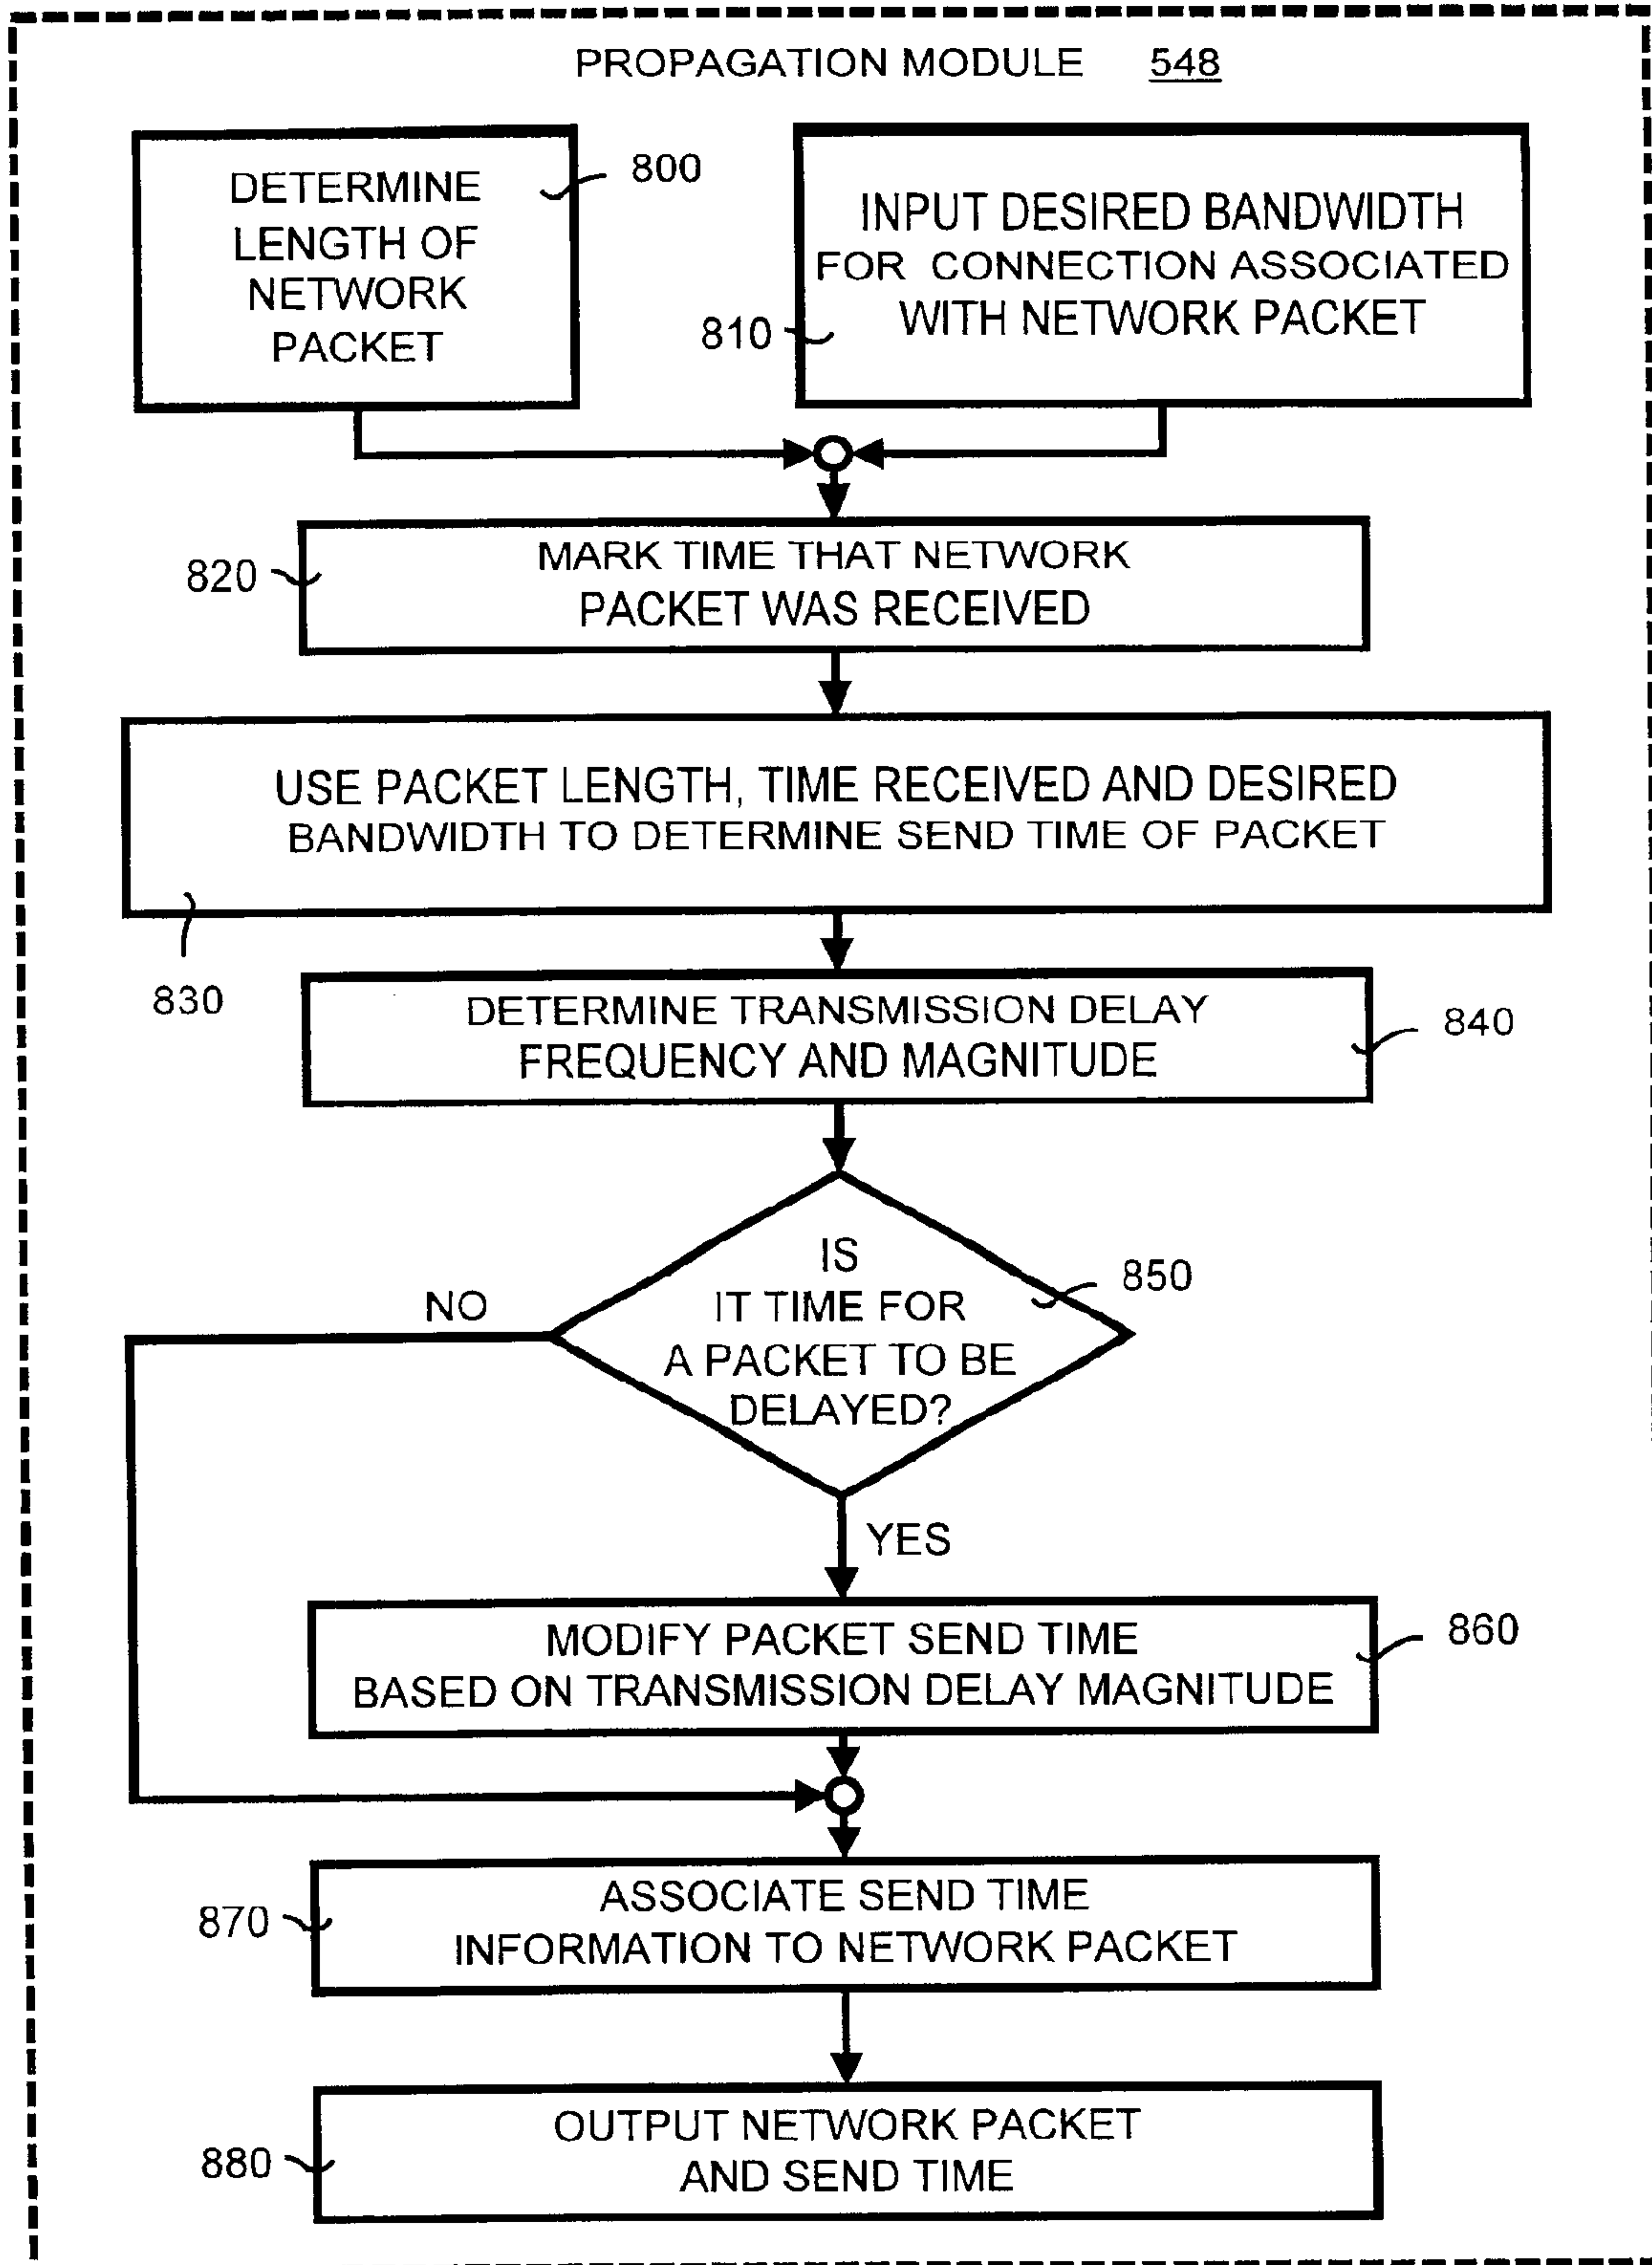 PROPAGATION MODULE 548
DETERMINE
LENGTH OF
NETWORK
PACKET
800
INPUT DESIRED BANDWIDTH
FOR CONNECTION ASSOCIATED
WITH NETWORK PACKET
810
MARK TIME THAT NETWORK
PACKET WAS RECEIVED
820
USE PACKET LENGTH, TIME RECEIVED AND DESIRED
BANDWIDTH TO DETERMINE SEND TIME OF PACKET
830
DETERMINE TRANSMISSION DELAY
FREQUENCY AND MAGNITUDE
840
IS
IT TIME FOR
A PACKET TO BE
DELAYED?
850
NO
YES
MODIFY PACKET SEND TIME
BASED ON TRANSMISSION DELAY MAGNITUDE
860
ASSOCIATE SEND TIME
INFORMATION TO NETWORK PACKET
870
OUTPUT NETWORK PACKET
AND SEND TIME
880